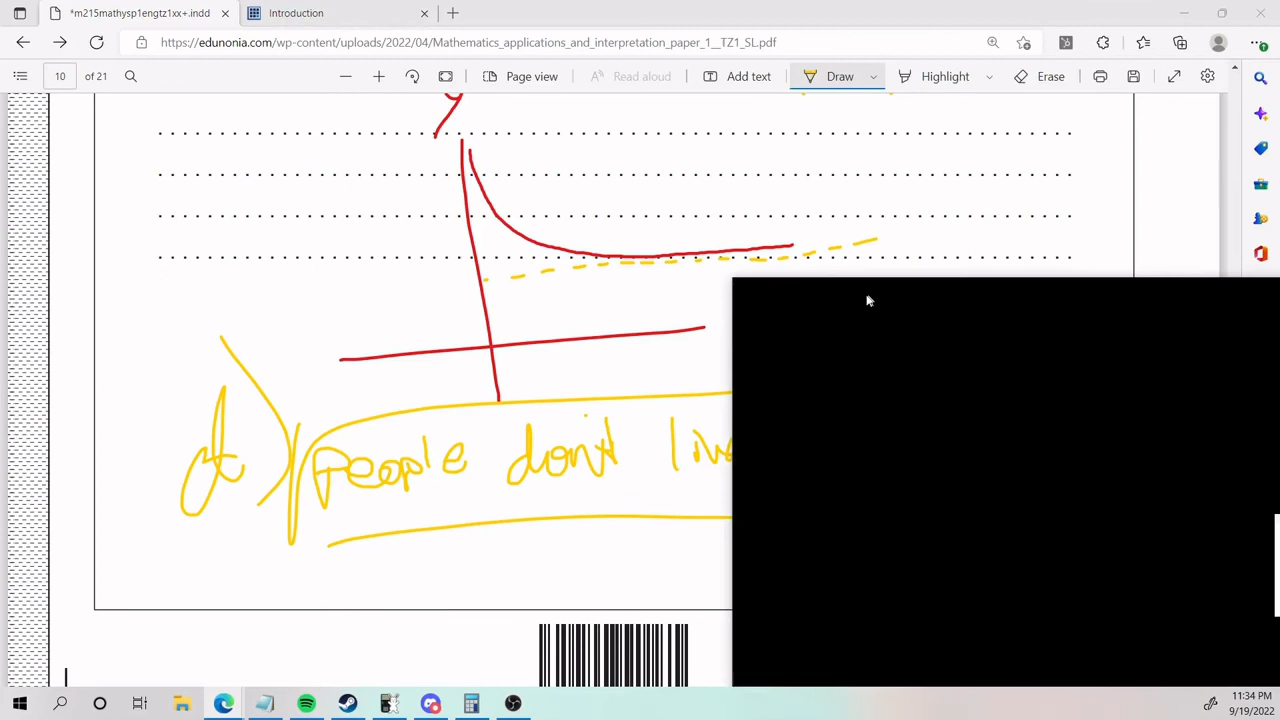 *m215mathysp1engtz1xx+.indd
Introduction
https://edunonia.com/wp-content/uploads/2022/04/Mathematics_applications_and_interpretation_paper_1__TZ1_SL.pdf
10 of 21 Page view Read aloud Add text Draw Highlight Erase
y
people don't live
11:34 PM
9/19/2022